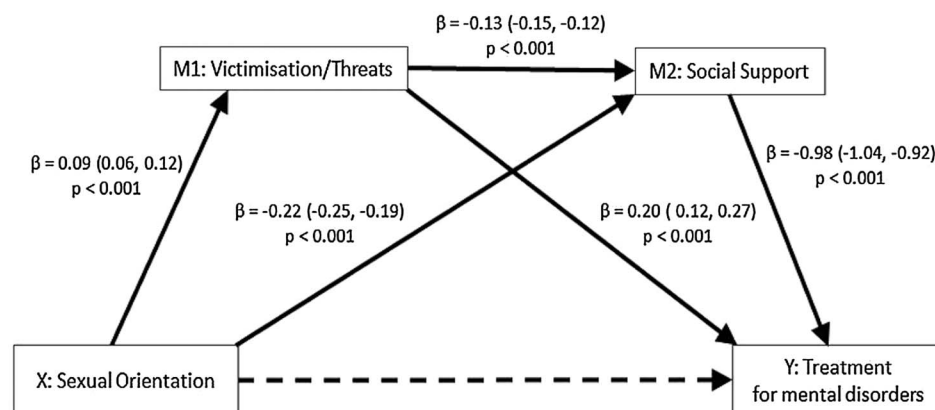 β = -0.13 (-0.15, -0.12)
p < 0.001
M1: Victimisation/Threats
M2: Social Support
β = 0.09 (0.06, 0.12)
p < 0.001
β = -0.98 (-1.04, -0.92)
p < 0.001
β = -0.22 (-0.25, -0.19)
p < 0.001
β = 0.20 ( 0.12, 0.27)
p < 0.001
X: Sexual Orientation
Y: Treatment
for mental disorders